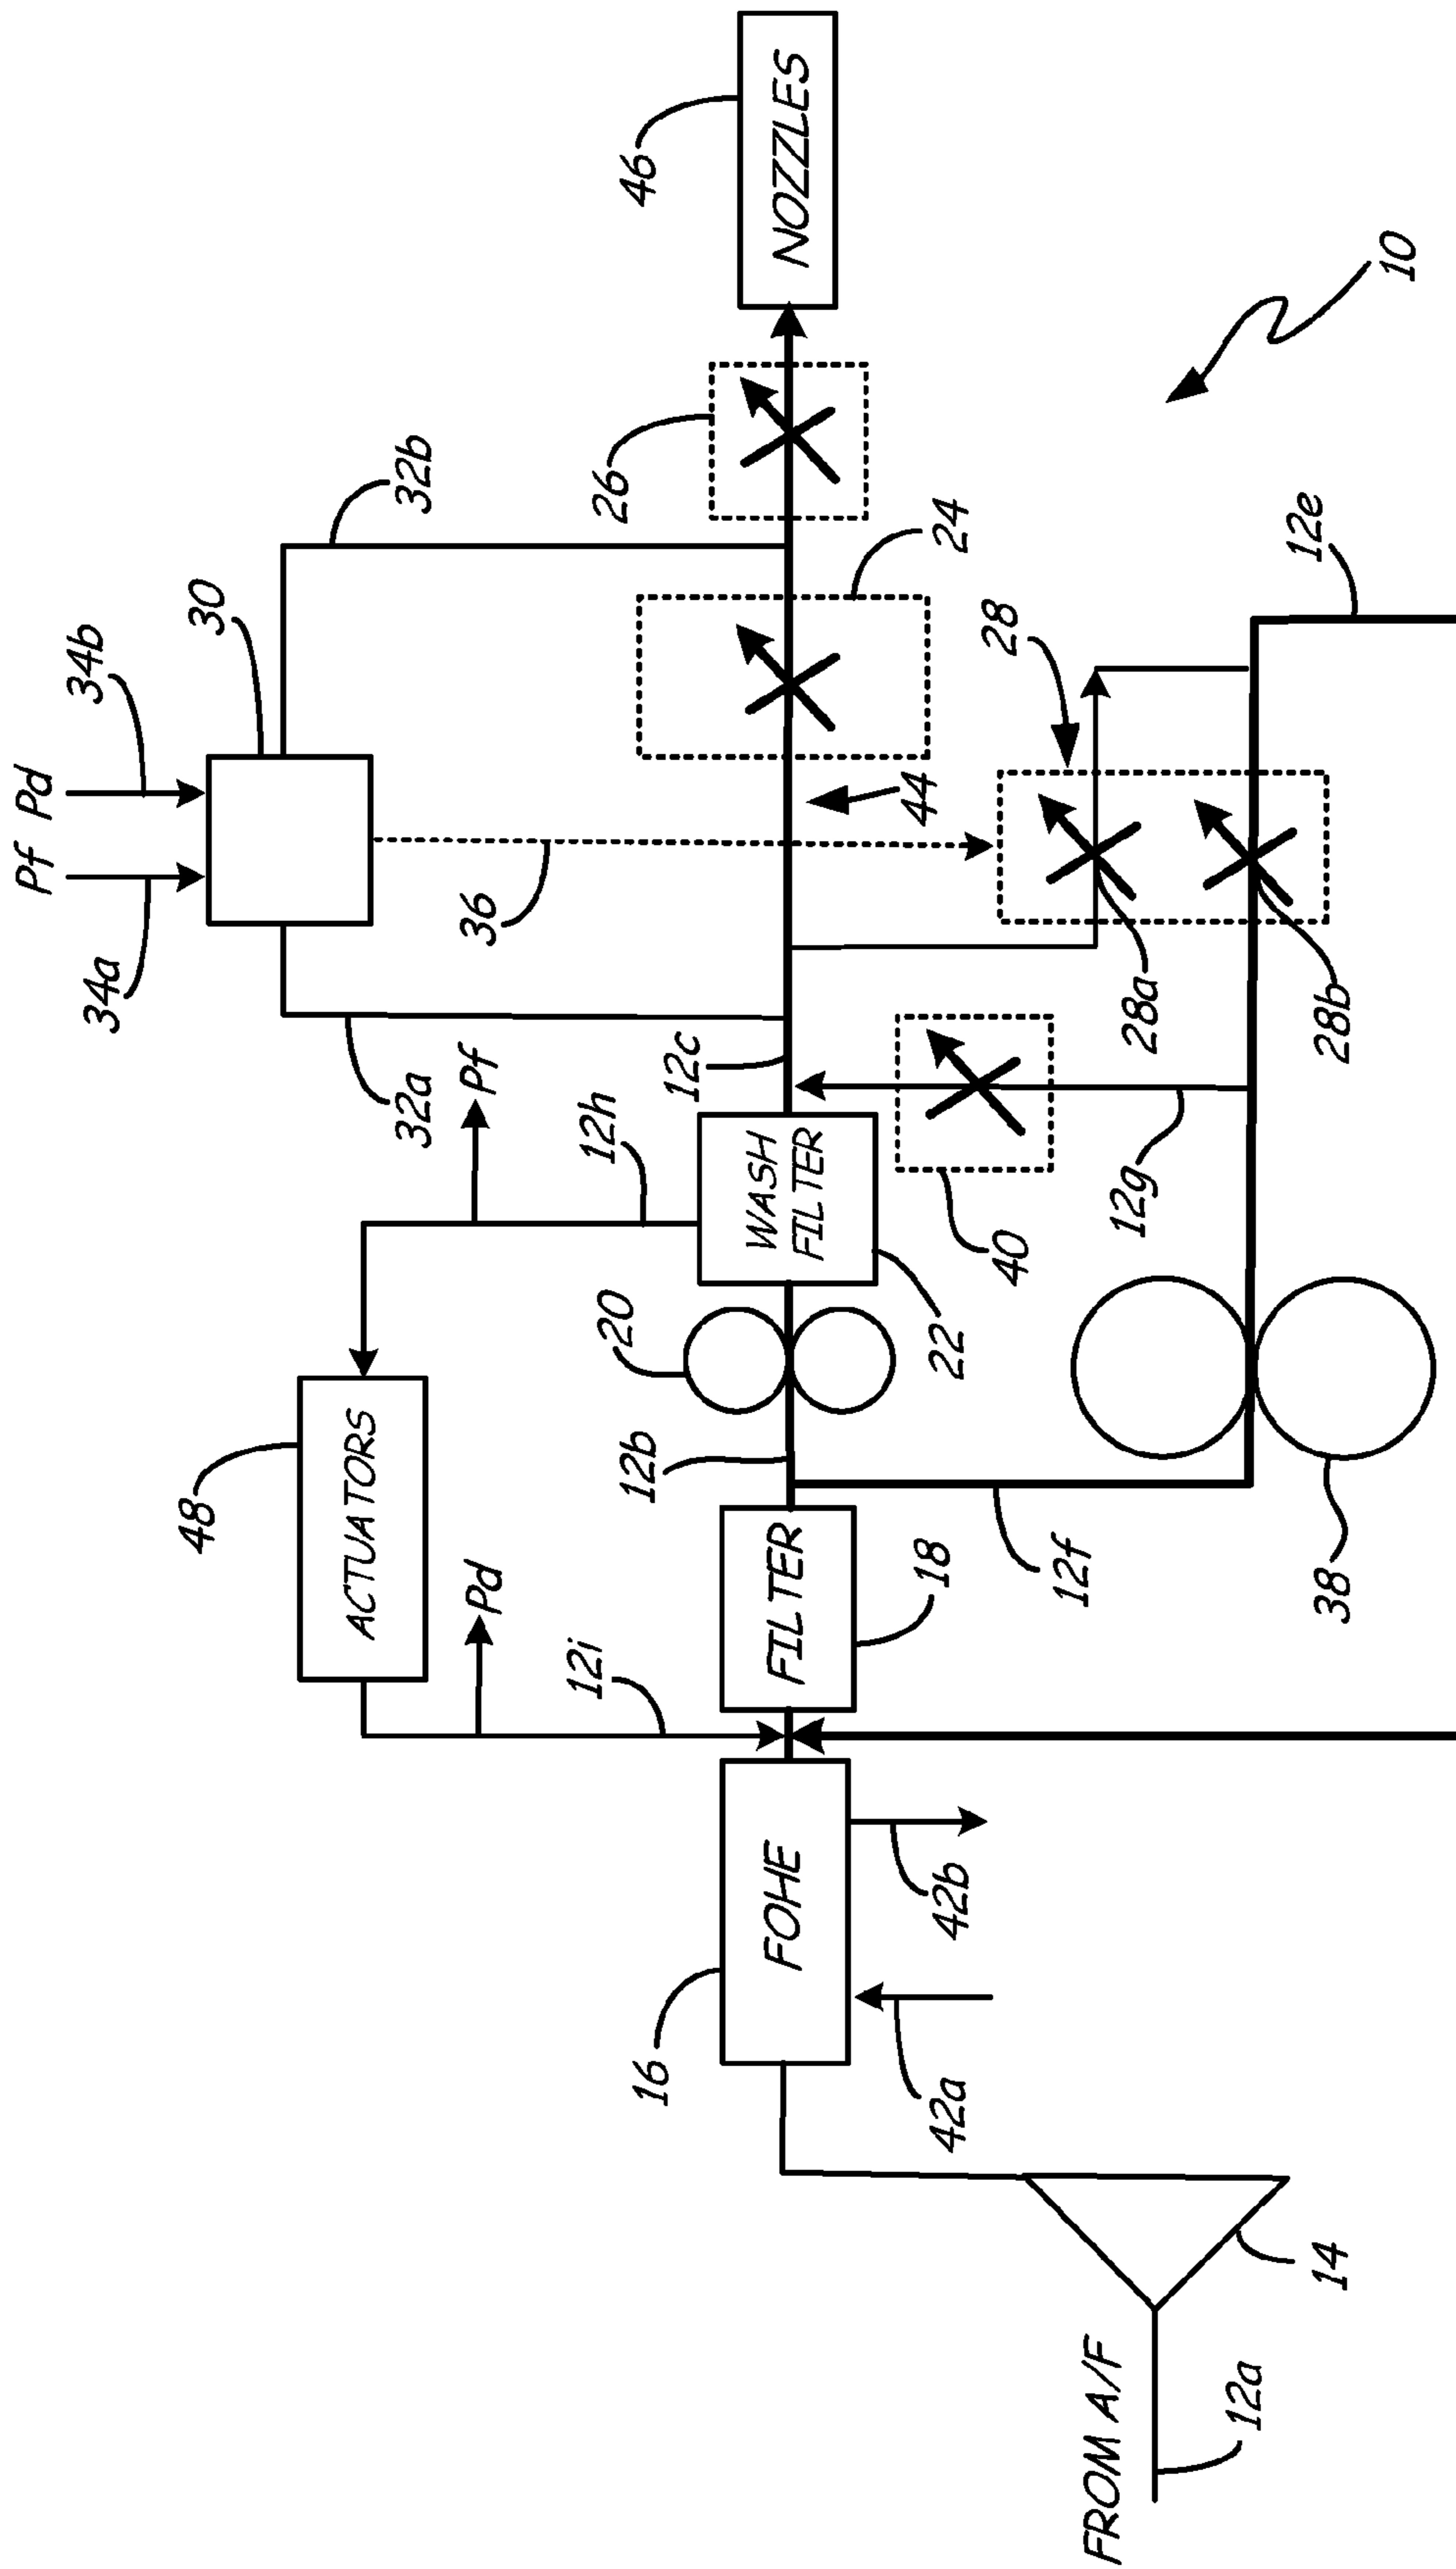 Pf Pd
34a
34b
30
32a
32b
Pf
48
ACTUATORS
Pd
12i
12h
36
26
46
NOZZLES
16
FOHE
FILTER
18
12b
20
WASH
FILTER
22
12c
44
24
42a
42b
12f
40
12g
28
28a
28b
12e
FROM A/F
12a
14
38
10